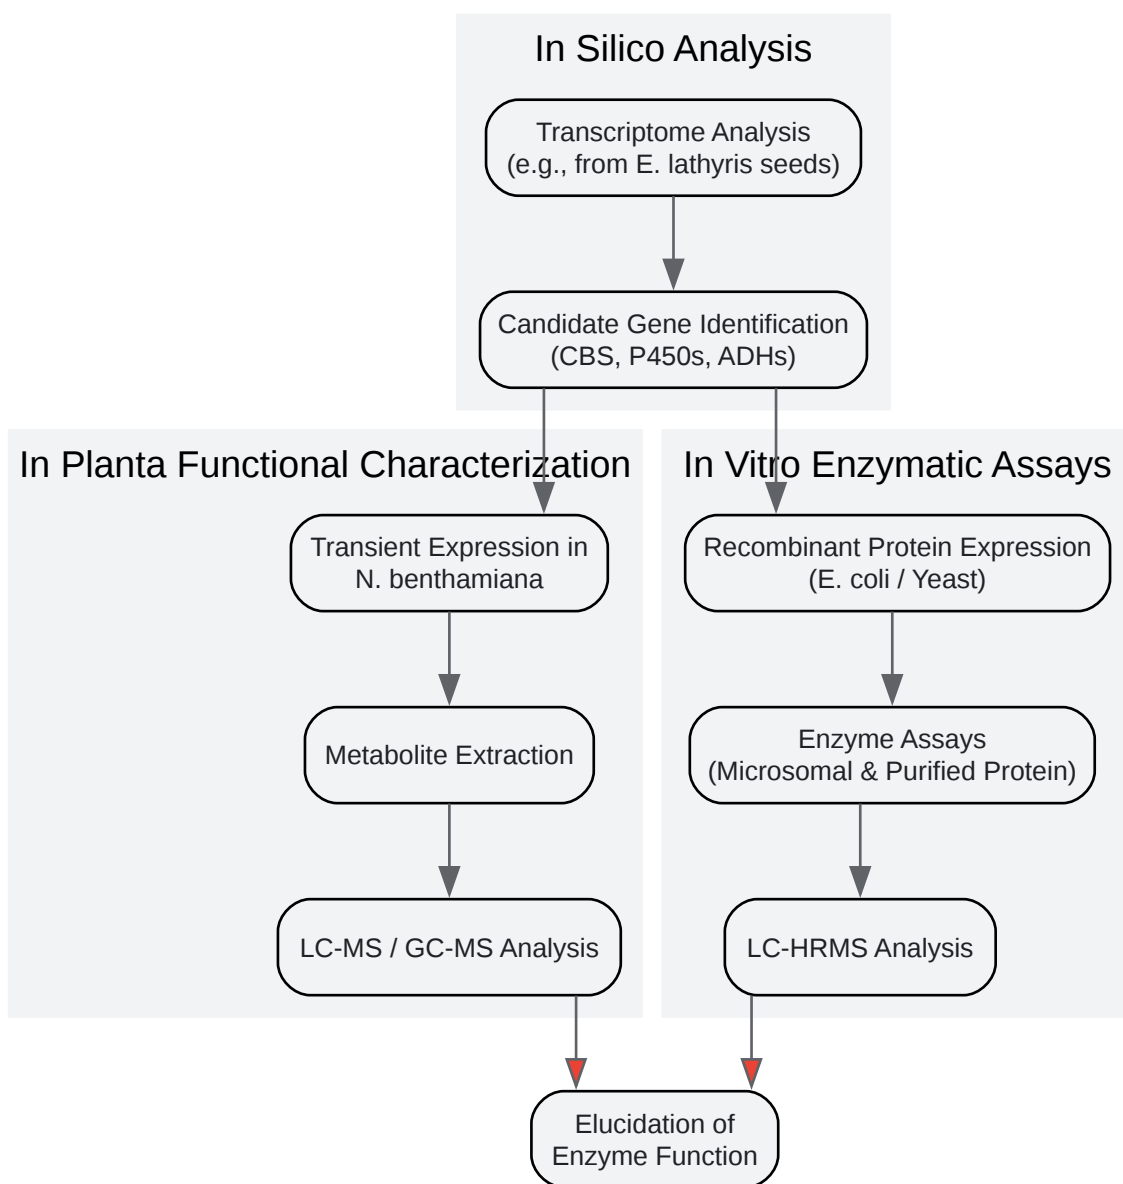 In Silico Analysis
Transcriptome Analysis
(e.g., from E. lathyris seeds)
Candidate Gene Identification
(CBS, P450s, ADHs)
In Planta Functional Characterization
Transient Expression in
N. benthamiana
Metabolite Extraction
LC-MS / GC-MS Analysis
In Vitro Enzymatic Assays
Recombinant Protein Expression
(E. coli / Yeast)
Enzyme Assays
(Microsomal & Purified Protein)
LC-HRMS Analysis
Elucidation of
Enzyme Function